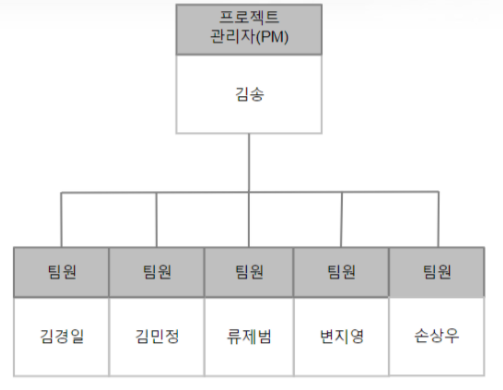 프로젝트
관리자(PM)
김송
팀원 팀원 팀원 팀원 팀원
김경일 김민정 류제범 변지영 손상우